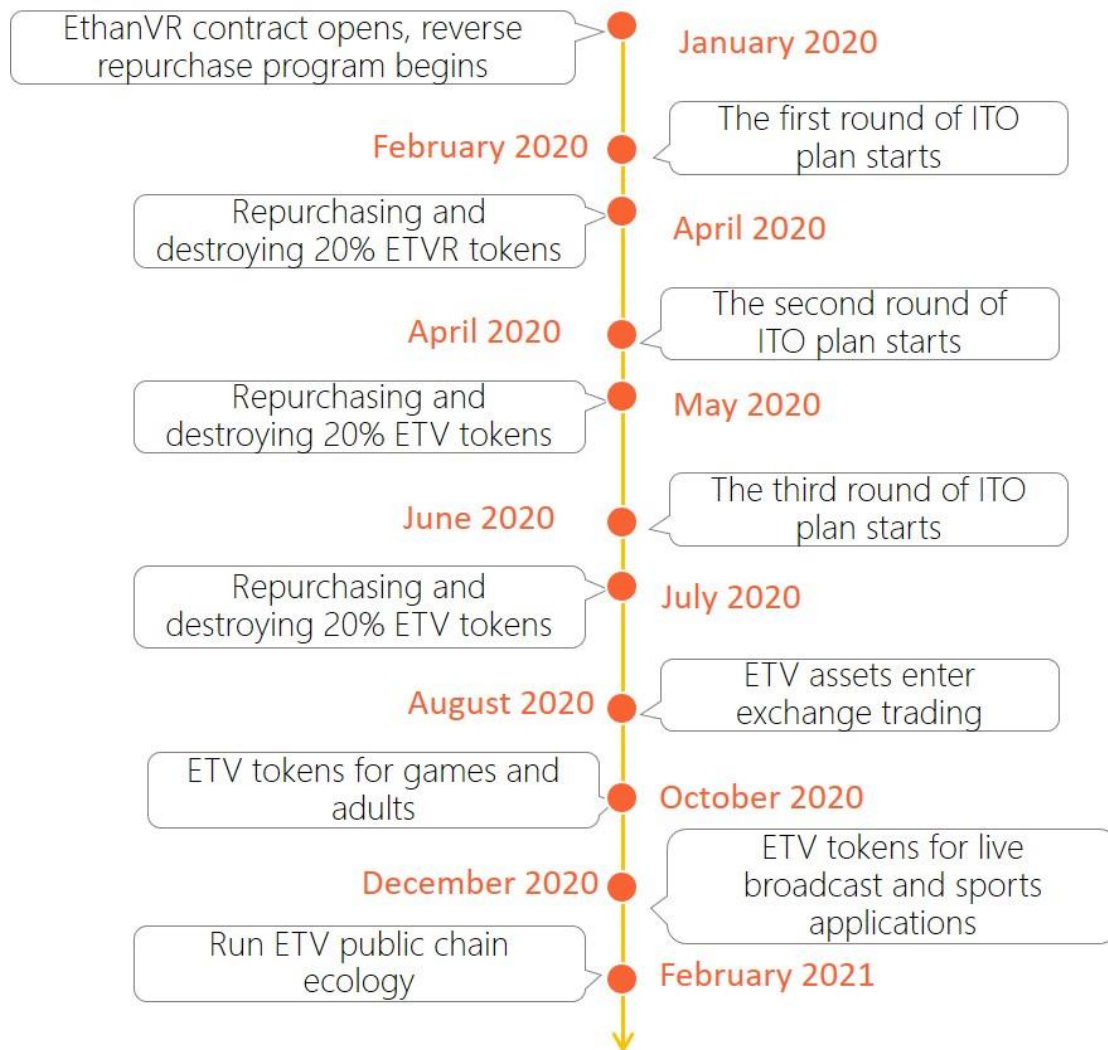 EthanVR contract opens, reverse
repurchase program begins
January 2020
February 2020
The first round of ITO
plan starts
Repurchasing and
destroying 20% ETVR tokens
April 2020
April 2020
The second round of
ITO plan starts
Repurchasing and
destroying 20% ETV tokens
May 2020
June 2020
The third round of ITO
plan starts
Repurchasing and
destroying 20% ETV tokens
July 2020
August 2020
ETV assets enter
exchange trading
ETV tokens for games and
adults
October 2020
December 2020
ETV tokens for live
broadcast and sports
applications
Run ETV public chain
ecology
February 2021